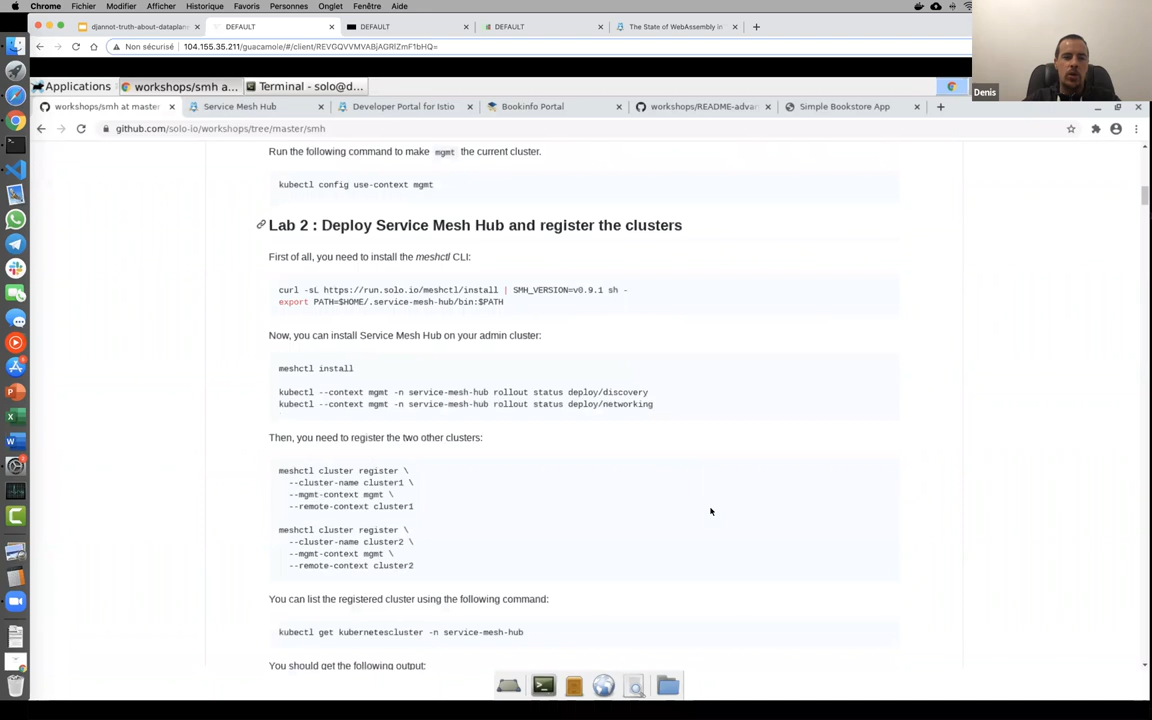 Chrome Fichier Modifier Afficher Historique Favoris Personnes Onglet Fenêtre Aide
djannot-truth-about-dataplan
DEFAULT
DEFAULT
DEFAULT
The State of WebAssembly in
Non sécurisé 104.155.35.211/guacamole/#/client/REVGQVVMVABjAGRlZmF1bHQ=
Denis
Applications
workshops/smh at ma...
Terminal - solo@d...
workshops/smh at master
Service Mesh Hub
Developer Portal for Istio
Bookinfo Portal
workshops/README-advan
Simple Bookstore App
github.com/solo-io/workshops/tree/master/smh
Run the following command to make mgmt the current cluster.
kubectl config use-context mgmt
Lab 2 : Deploy Service Mesh Hub and register the clusters
First of all, you need to install the meshctl CLI:
curl -sL https://run.solo.io/meshctl/install | SMH_VERSION=v0.9.1 sh -
export PATH=$HOME/.service-mesh-hub/bin:$PATH
Now, you can install Service Mesh Hub on your admin cluster:
meshctl install
kubectl --context mgmt -n service-mesh-hub rollout status deploy/discovery
kubectl --context mgmt -n service-mesh-hub rollout status deploy/networking
Then, you need to register the two other clusters:
meshctl cluster register \
--cluster-name cluster1 \
--mgmt-context mgmt \
--remote-context cluster1
meshctl cluster register \
--cluster-name cluster2 \
--mgmt-context mgmt \
--remote-context cluster2
You can list the registered cluster using the following command:
kubectl get kubernetescluster -n service-mesh-hub
You should get the following output: